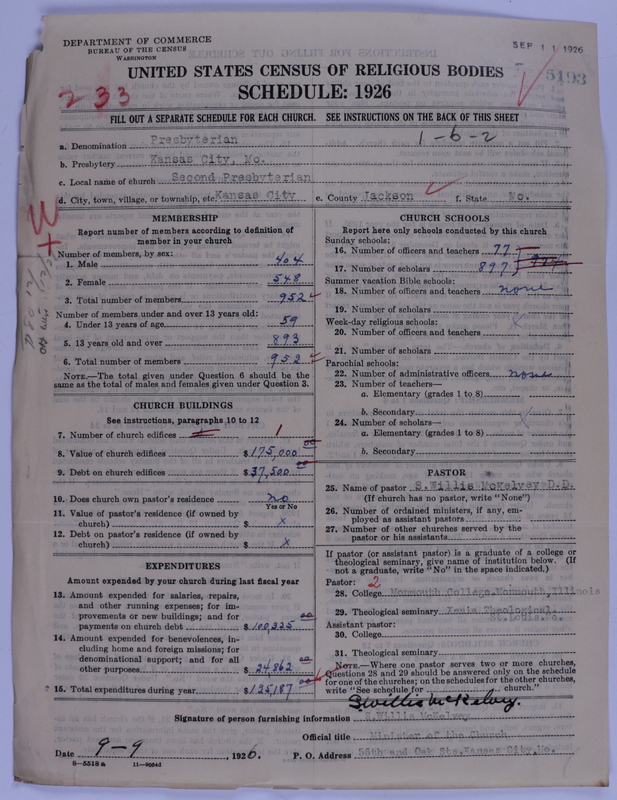 DEPARTMENT OF COMMERCE
BUREAU OF THE CENSUS
WASHINGTON
SEP 11 1926
5193
UNITED STATES CENSUS OF RELIGIOUS BODIES
SCHEDULE: 1926
233
FILL OUT A SEPARATE SCHEDULE FOR EACH CHURCH. SEE INSTRUCTIONS ON THE BACK OF THIS SHEET
1-6-2
a. Denomination Presbyterian
b. Presbytery Kansas City, Mo.
c. Local name of church Second Presbyterian
d. City, town, village, or township, etc. Kansas City e. County Jackson f. State Mo.
MEMBERSHIP
Report number of members according to definition of
member in your church
Number of members, by sex:
1. Male 404
2. Female 548
3. Total number of members 952
Number of members under and over 13 years old:
4. Under 13 years of age 59
5. 13 years old and over 893
6. Total number of members 952
NOTE.—The total given under Question 6 should be the
same as the total of males and females given under Question 3.
CHURCH BUILDINGS
See instructions, paragraphs 10 to 12
7. Number of church edifices 1
8. Value of church edifices $175,000 00
9. Debt on church edifices $37,500 00
10. Does church own pastor's residence no
Yes or No
11. Value of pastor's residence (if owned by
church) $ x
12. Debt on pastor's residence (if owned by
church) $ x
EXPENDITURES
Amount expended by your church during last fiscal year
13. Amount expended for salaries, repairs,
and other running expenses; for im-
provements or new buildings; and for
payments on church debt $100,325 00
14. Amount expended for benevolences, in-
cluding home and foreign missions; for
denominational support; and for all
other purposes $24,862 00
15. Total expenditures during year $125,187 00
CHURCH SCHOOLS
Report here only schools conducted by this church
Sunday schools:
16. Number of officers and teachers 77
17. Number of scholars 897
Summer vacation Bible schools:
18. Number of officers and teachers none
19. Number of scholars
Week-day religious schools: x
20. Number of officers and teachers
21. Number of scholars
Parochial schools:
22. Number of administrative officers none
23. Number of teachers—
a. Elementary (grades 1 to 8)
b. Secondary
24. Number of scholars— x
a. Elementary (grades 1 to 8)
b. Secondary
PASTOR
25. Name of pastor S. Willis McKelvey D.D.
(If church has no pastor, write "None")
26. Number of ordained ministers, if any, em-
ployed as assistant pastors
27. Number of other churches served by the
pastor or his assistants
If pastor (or assistant pastor) is a graduate of a college or
theological seminary, give name of institution below. (If
not a graduate, write "No" in the space indicated.)
Pastor: 2
28. College Monmouth College, Monmouth, Illinois
29. Theological seminary Xenia Theological,
St. Louis.
Assistant pastor:
30. College
31. Theological seminary
NOTE.—Where one pastor serves two or more churches,
Questions 28 and 29 should be answered only on the schedule
for one of the churches; on the schedules for the other churches,
write "See schedule for church."
S. Willis McKelvey.
Signature of person furnishing information S. Willis McKelvey
Official title Minister of the Church
Date 9-9, 1926. P. O. Address 55th and Oak Sts. Kansas City, Mo.
8-5518 a